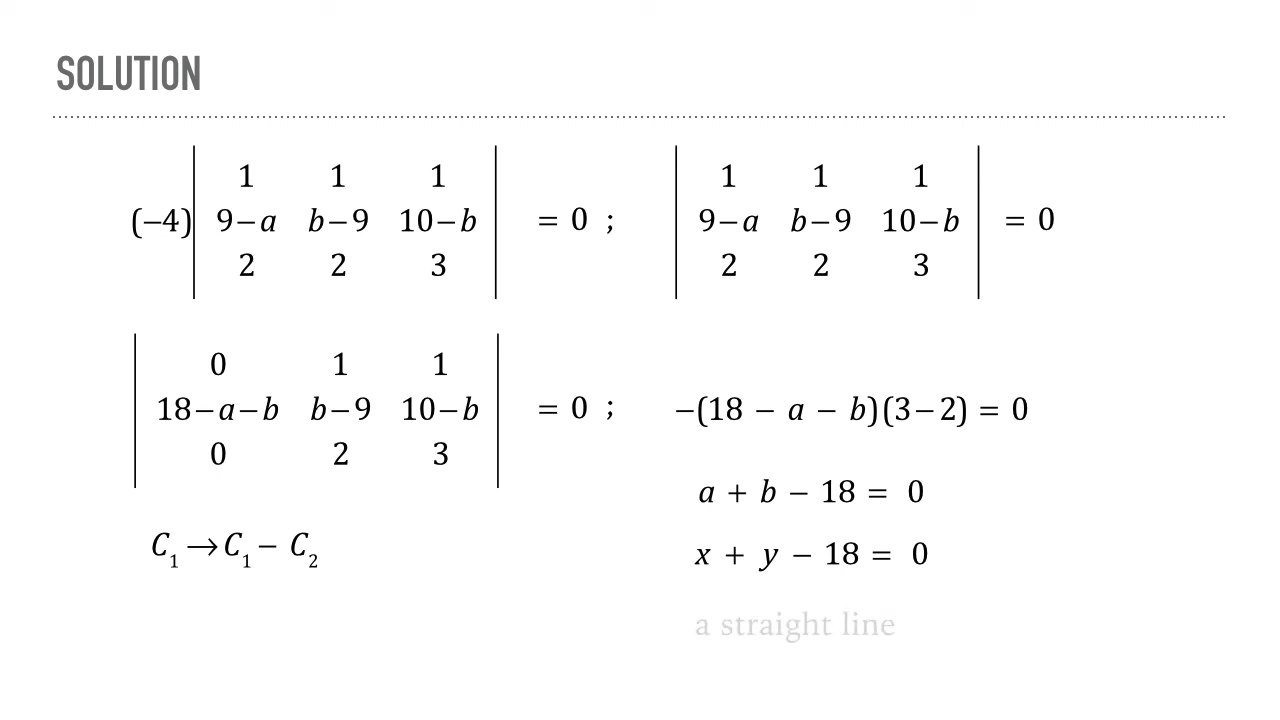 SOLUTION
1 1 1
(−4) 9−a b−9 10−b = 0 ;
2 2 3
1 1 1
9−a b−9 10−b = 0
2 2 3
0 1 1
18−a−b b−9 10−b = 0 ;
0 2 3
−(18 − a − b)(3−2) = 0
a + b − 18 = 0
C₁→C₁− C₂
x + y − 18 = 0
a straight line